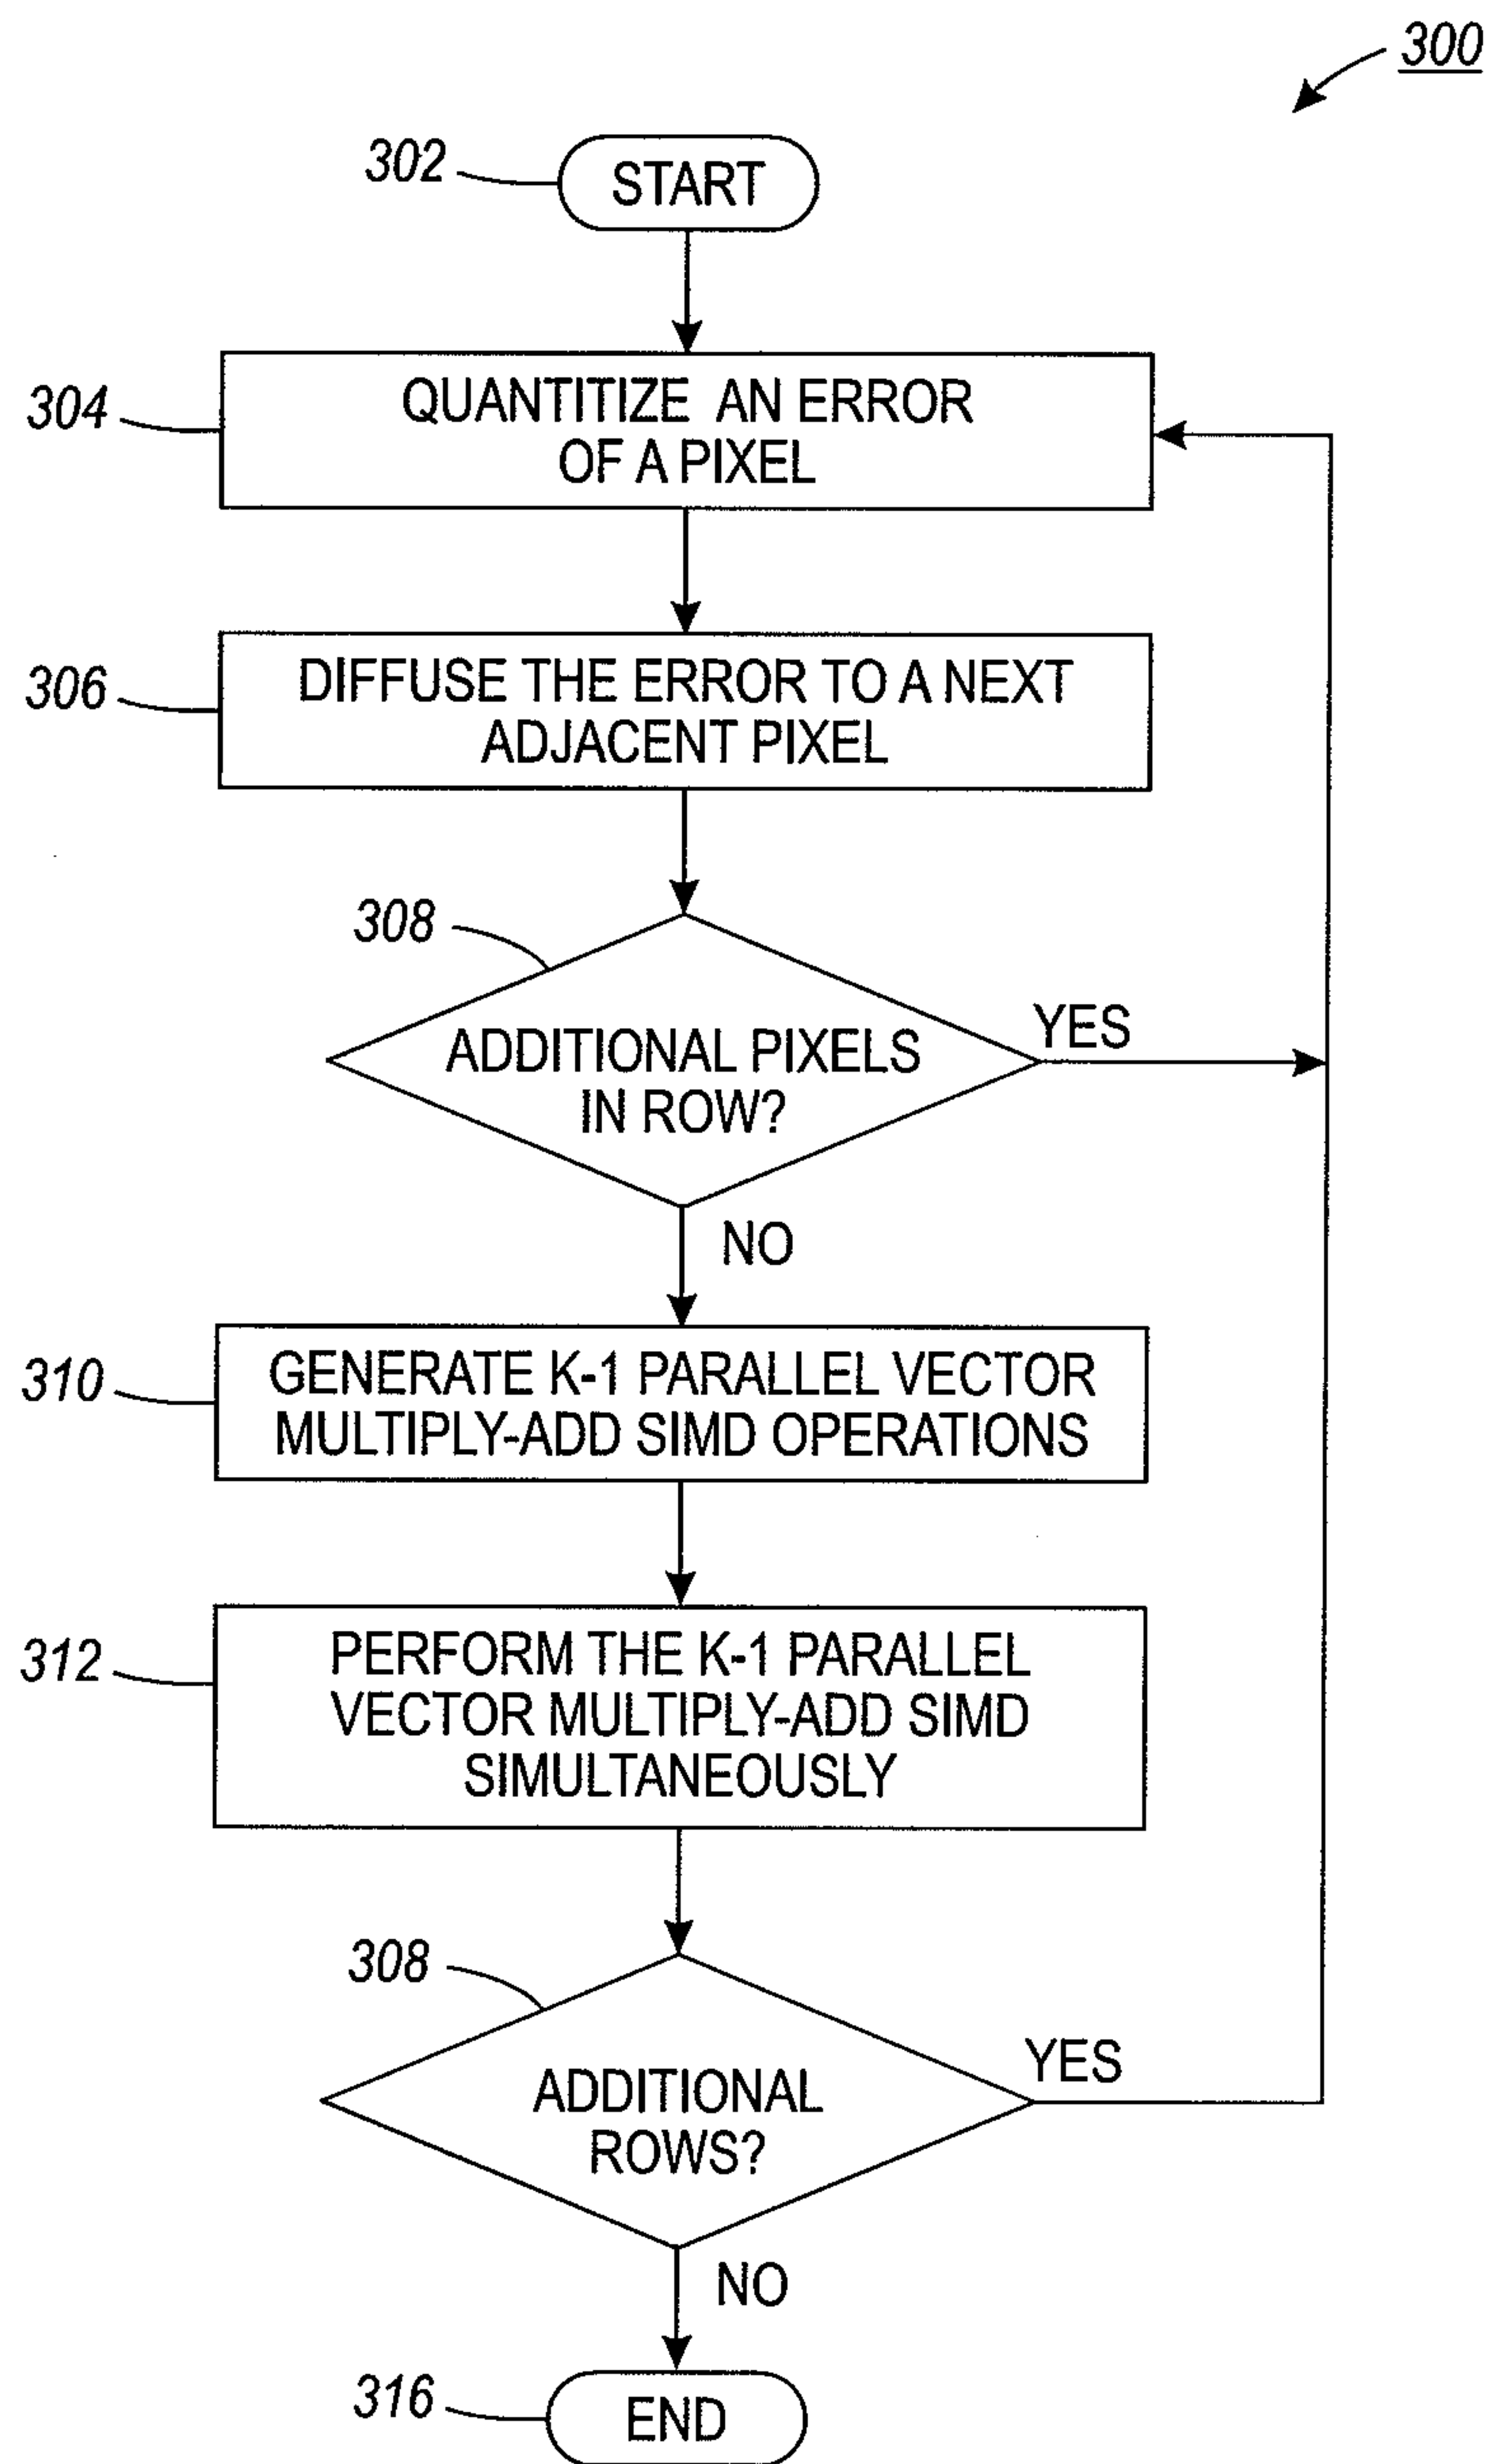 300
302
START
304
QUANTITIZE AN ERROR
OF A PIXEL
306
DIFFUSE THE ERROR TO A NEXT
ADJACENT PIXEL
308
ADDITIONAL PIXELS
IN ROW?
YES
NO
310
GENERATE K-1 PARALLEL VECTOR
MULTIPLY-ADD SIMD OPERATIONS
312
PERFORM THE K-1 PARALLEL
VECTOR MULTIPLY-ADD SIMD
SIMULTANEOUSLY
308
ADDITIONAL
ROWS?
YES
NO
316
END